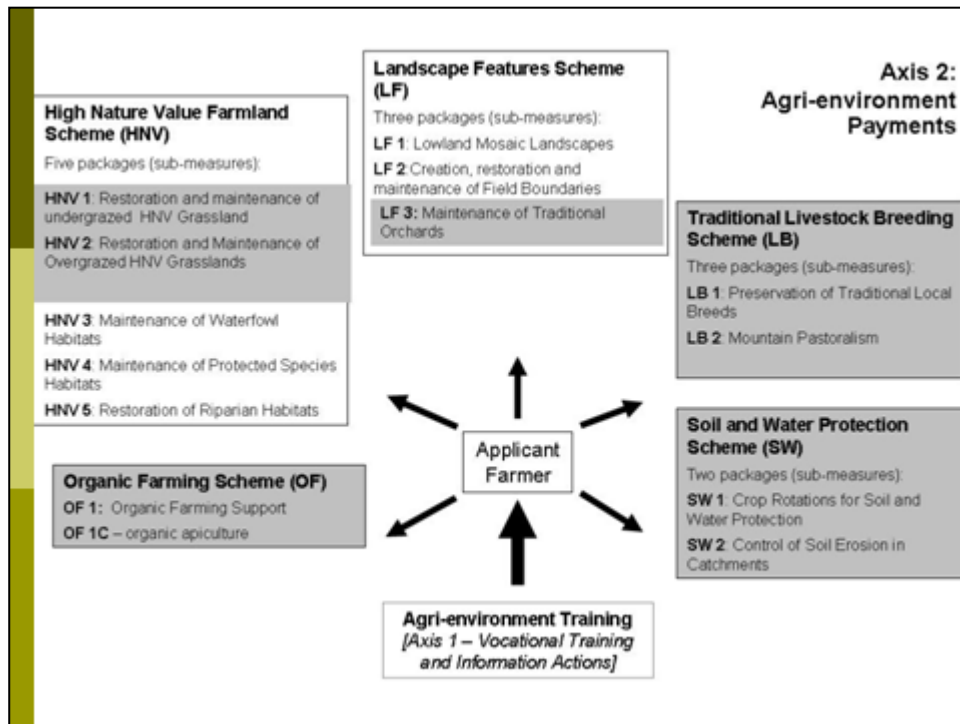 Axis 2:
Agri-environment
Payments
High Nature Value Farmland
Scheme (HNV)
Five packages (sub-measures):
HNV 1: Restoration and maintenance of
undergrazed HNV Grassland
HNV 2: Restoration and Maintenance of
Overgrazed HNV Grasslands
HNV 3: Maintenance of Waterfowl
Habitats
HNV 4: Maintenance of Protected Species
Habitats
HNV 5: Restoration of Riparian Habitats
Landscape Features Scheme
(LF)
Three packages (sub-measures):
LF 1: Lowland Mosaic Landscapes
LF 2: Creation, restoration and
maintenance of Field Boundaries
LF 3: Maintenance of Traditional
Orchards
Traditional Livestock Breeding
Scheme (LB)
Three packages (sub-measures):
LB 1: Preservation of Traditional Local
Breeds
LB 2: Mountain Pastoralism
Soil and Water Protection
Scheme (SW)
Two packages (sub-measures):
SW 1: Crop Rotations for Soil and
Water Protection
SW 2: Control of Soil Erosion in
Catchments
Organic Farming Scheme (OF)
OF 1: Organic Farming Support
OF 1C – organic apiculture
Applicant
Farmer
Agri-environment Training
[Axis 1 – Vocational Training
and Information Actions]